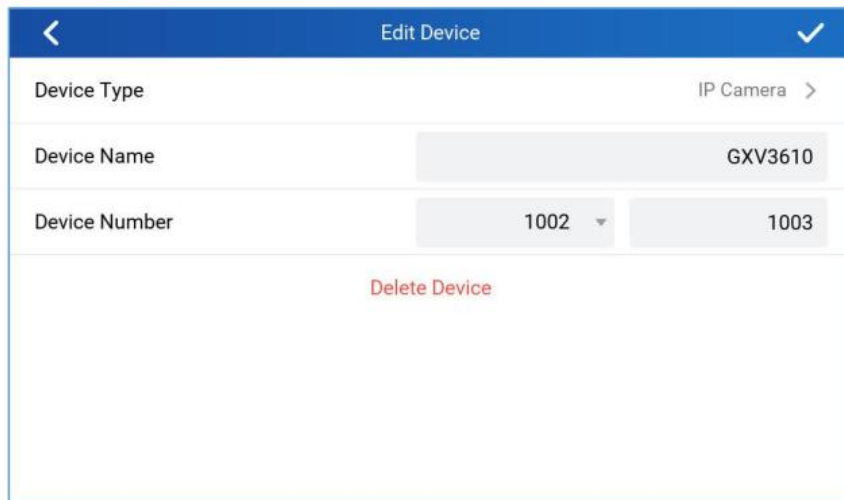 Edit Device
Device Type IP Camera
Device Name GXV3610
Device Number 1002 1003
Delete Device